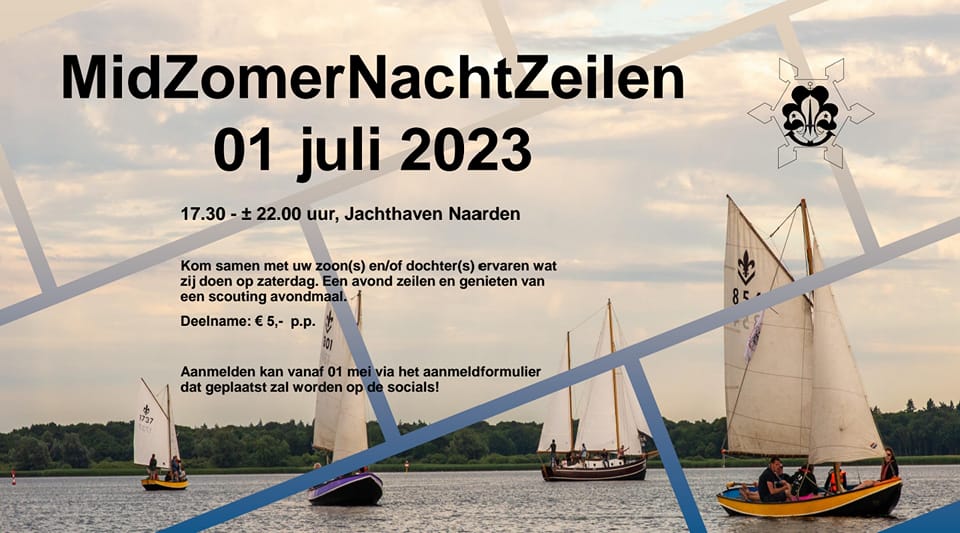 MidZomerNachtZeilen
01 juli 2023
17.30 - ± 22.00 uur, Jachthaven Naarden
Kom samen met uw zoon(s) en/of dochter(s) ervaren wat
zij doen op zaterdag. Een avond zeilen en genieten van
een scouting avondmaal.
Deelname: € 5,- p.p.
Aanmelden kan vanaf 01 mei via het aanmeldformulier
dat geplaatst zal worden op de socials!
1737